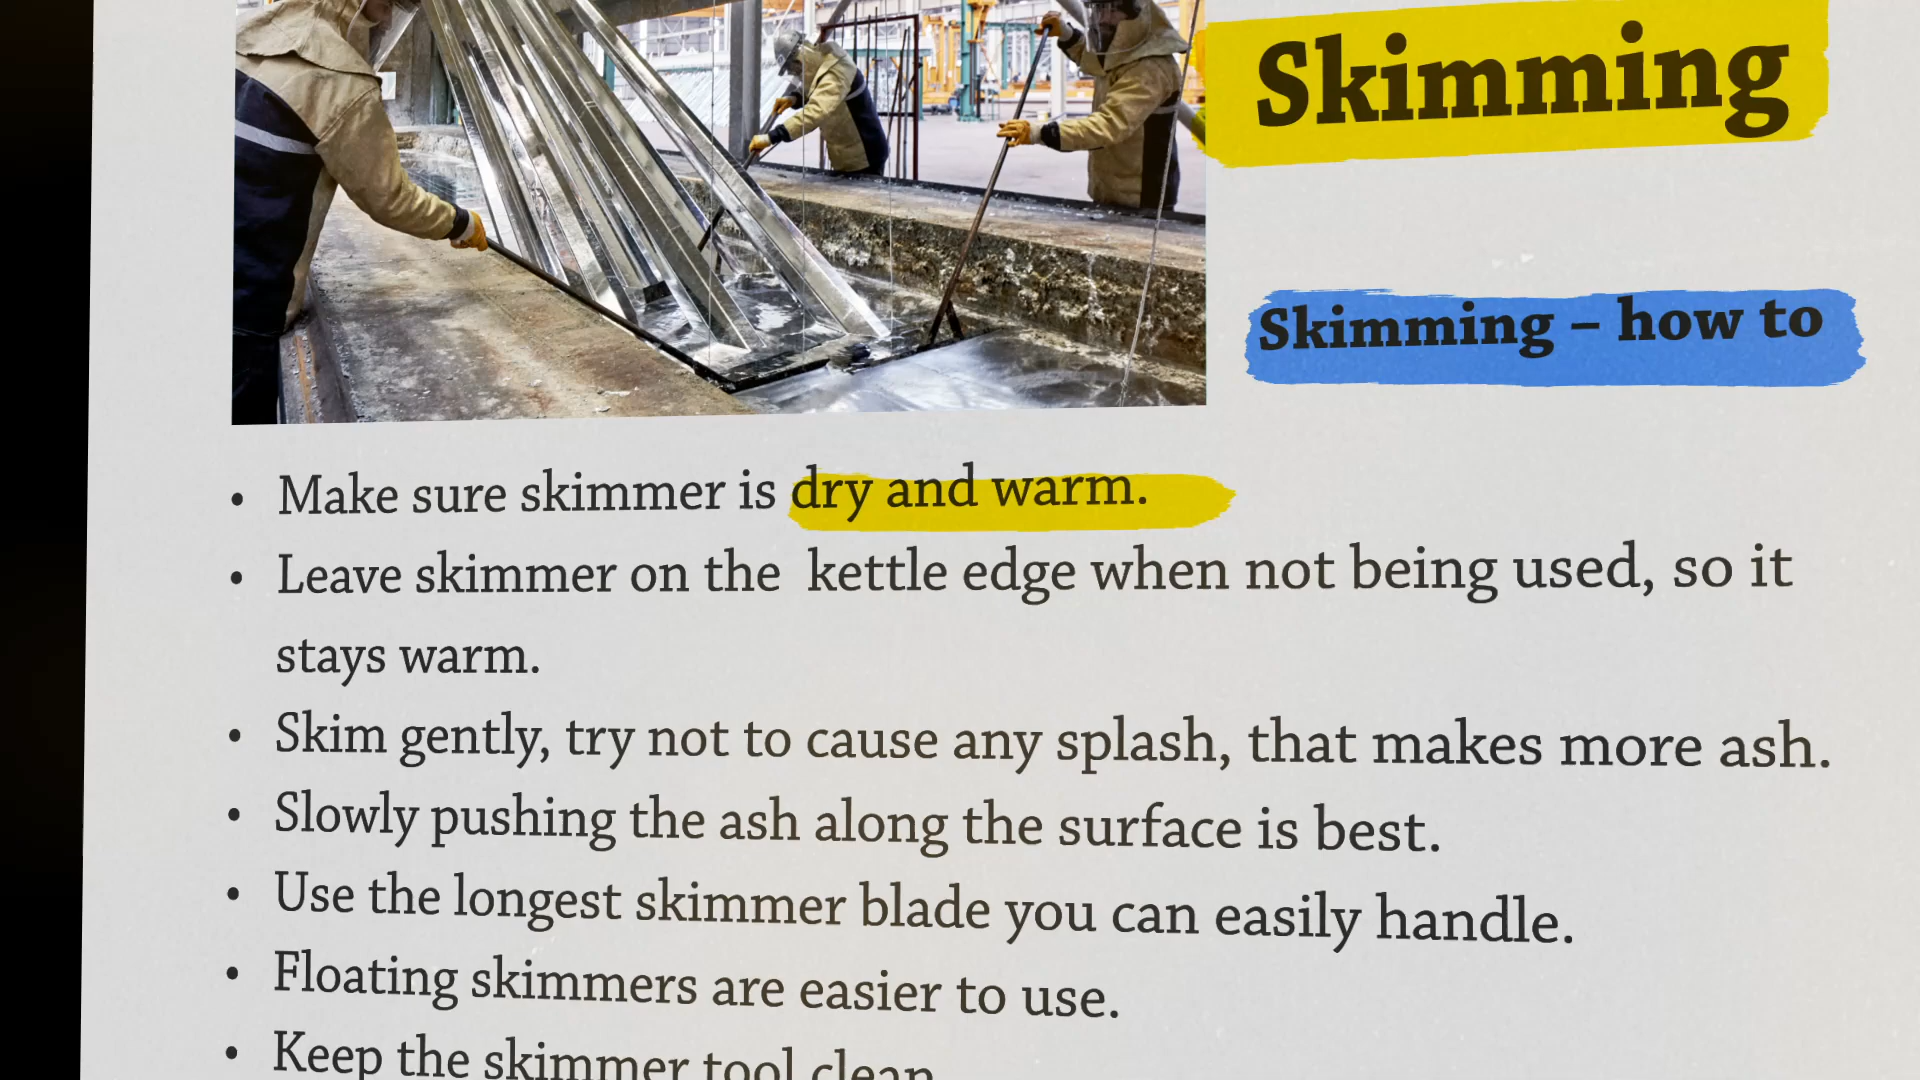 Skimming
Skimming – how to
• Make sure skimmer is dry and warm.
• Leave skimmer on the kettle edge when not being used, so it
stays warm.
• Skim gently, try not to cause any splash, that makes more ash.
• Slowly pushing the ash along the surface is best.
• Use the longest skimmer blade you can easily handle.
• Floating skimmers are easier to use.
• Keep the skimmer tool clean